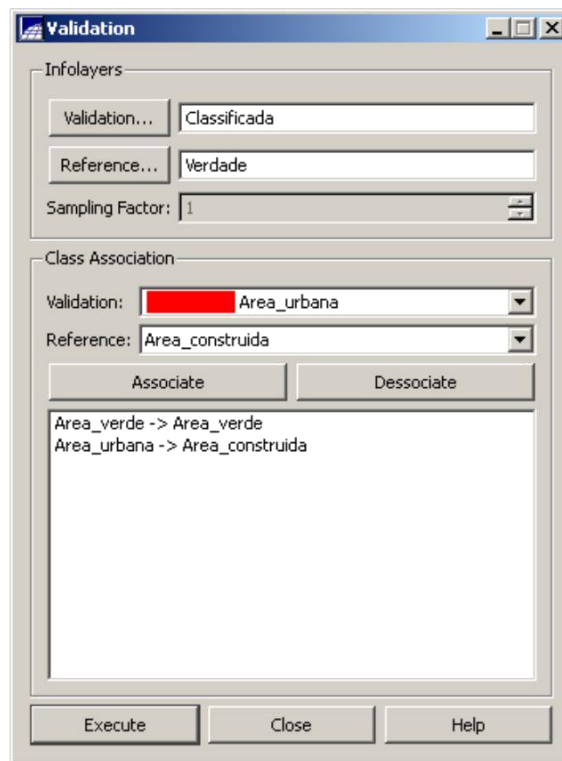 Validation
Infolayers
Validation... Classificada
Reference... Verdade
Sampling Factor: 1
Class Association
Validation: Area_urbana
Reference: Area_construida
Associate Dessociate
Area_verde -> Area_verde
Area_urbana -> Area_construida
Execute Close Help